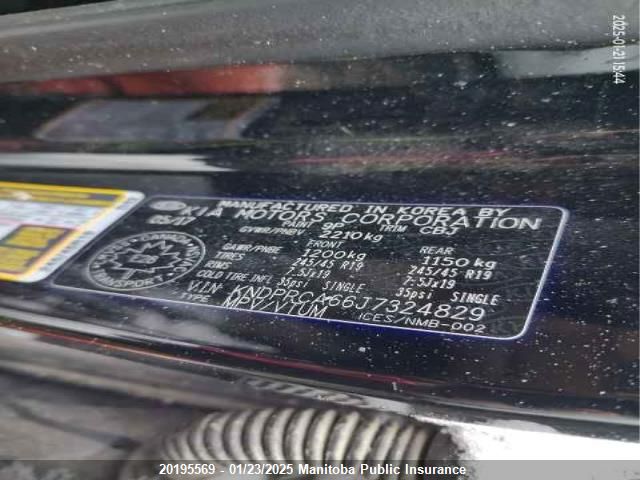 2025-01-21 15:44
MANUFACTURED IN KOREA BY
KIA MOTORS CORPORATION
05/17 PAINT 9P TRIM CBJ
GVWR/PNBV 2210kg
FRONT REAR
GAWR/PNBE 1200kg 1150kg
TIRES 245/45 R19 245/45 R19
RIMS 7.5Jx19 7.5Jx19
COLD TIRE INFL 35psi SINGLE 35psi SINGLE
VIN KNDPRCA66J7324829
TYPE MPV/VTUM ICES/NMB-002
20195569 - 01/23/2025 Manitoba Public Insurance